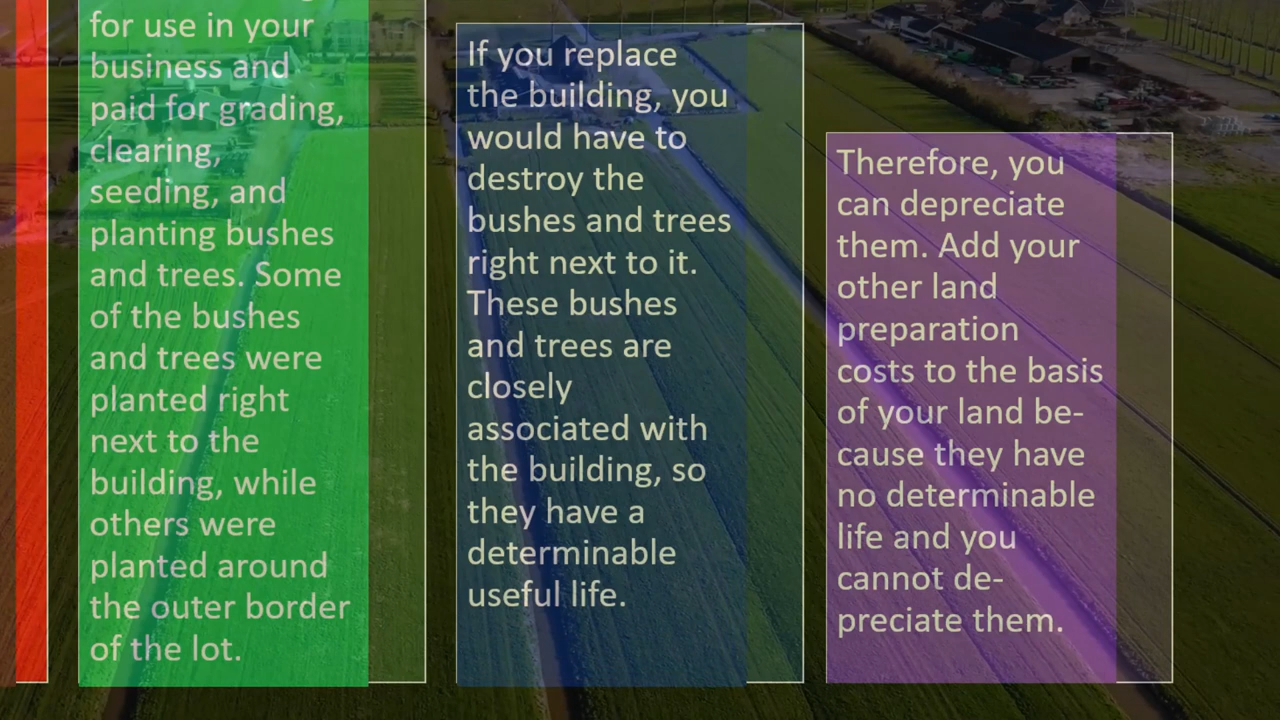 for use in your
business and
paid for grading,
clearing,
seeding, and
planting bushes
and trees. Some
of the bushes
and trees were
planted right
next to the
building, while
others were
planted around
the outer border
of the lot.
If you replace
the building, you
would have to
destroy the
bushes and trees
right next to it.
These bushes
and trees are
closely
associated with
the building, so
they have a
determinable
useful life.
Therefore, you
can depreciate
them. Add your
other land
preparation
costs to the basis
of your land be-
cause they have
no determinable
life and you
cannot de-
preciate them.